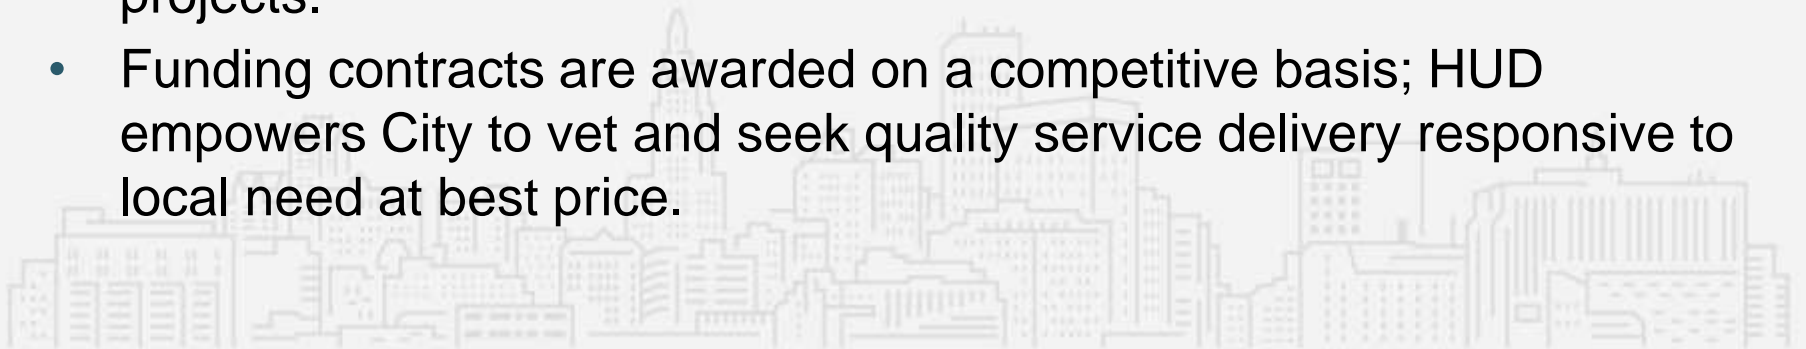 projects.
• Funding contracts are awarded on a competitive basis; HUD
empowers City to vet and seek quality service delivery responsive to
local need at best price.